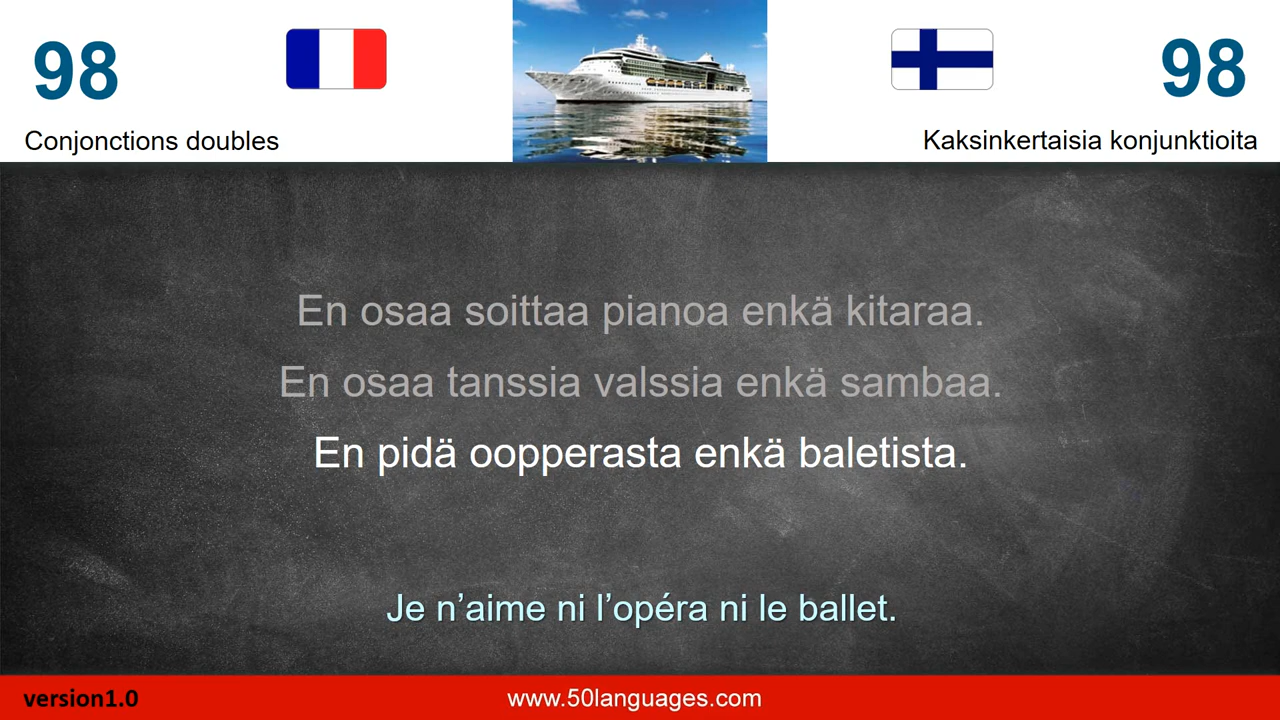 98
98
Conjonctions doubles
Kaksinkertaisia konjunktioita
En osaa soittaa pianoa enkä kitaraa.
En osaa tanssia valssia enkä sambaa.
En pidä oopperasta enkä baletista.
Je n’aime ni l’opéra ni le ballet.
version1.0
www.50languages.com